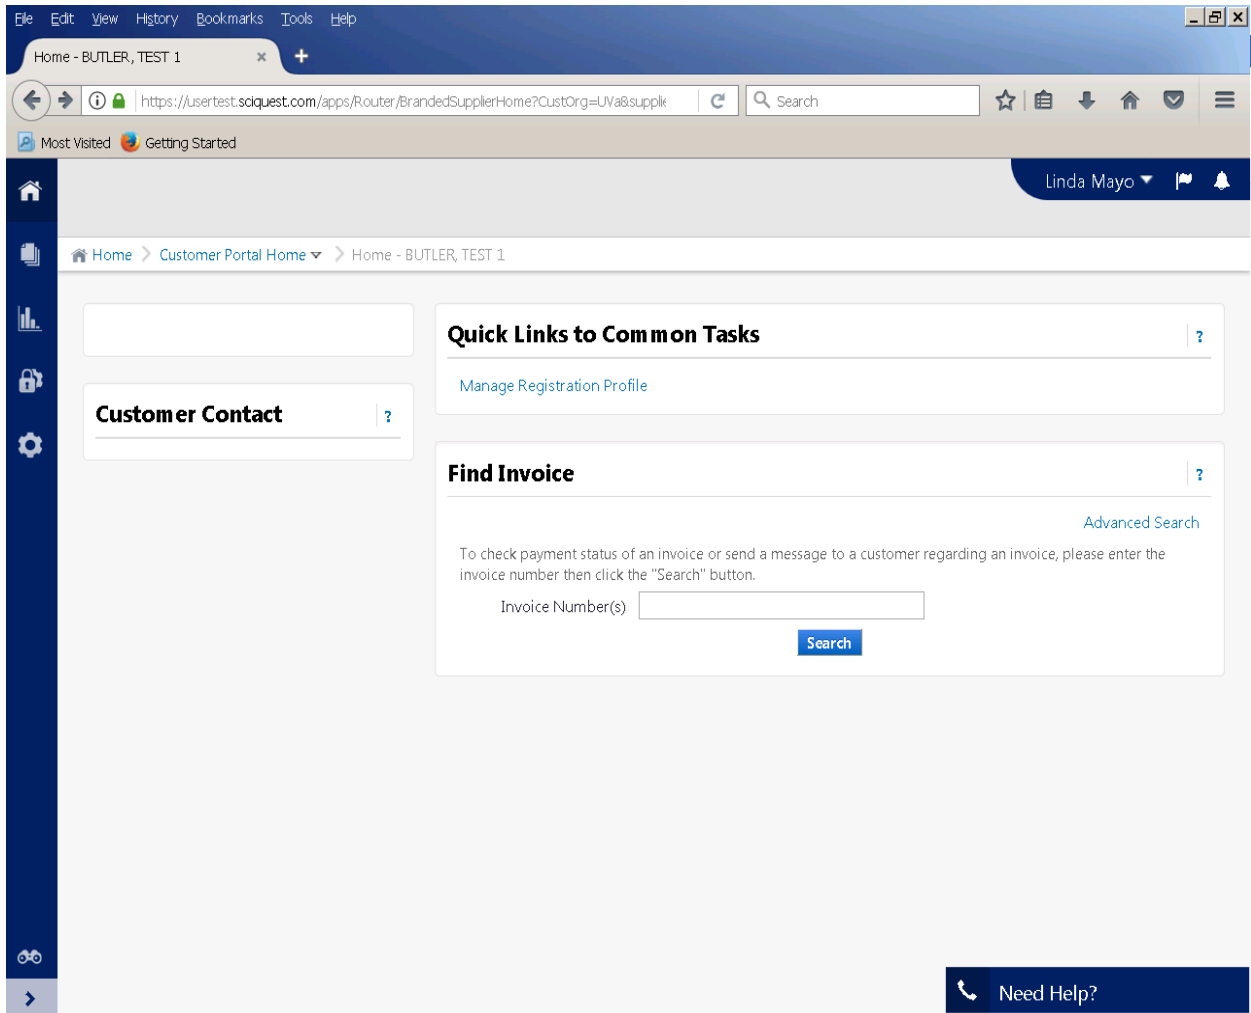 File Edit View History Bookmarks Tools Help
Home - BUTLER, TEST 1
https://usertest.sciquest.com/apps/Router/BrandedSupplierHome?CustOrg=UVa&supplie
Search
Most Visited Getting Started
Linda Mayo
Home Customer Portal Home Home - BUTLER, TEST 1
Quick Links to Common Tasks ?
Manage Registration Profile
Customer Contact ?
Find Invoice ?
Advanced Search
To check payment status of an invoice or send a message to a customer regarding an invoice, please enter the
invoice number then click the "Search" button.
Invoice Number(s)
Search
Need Help?